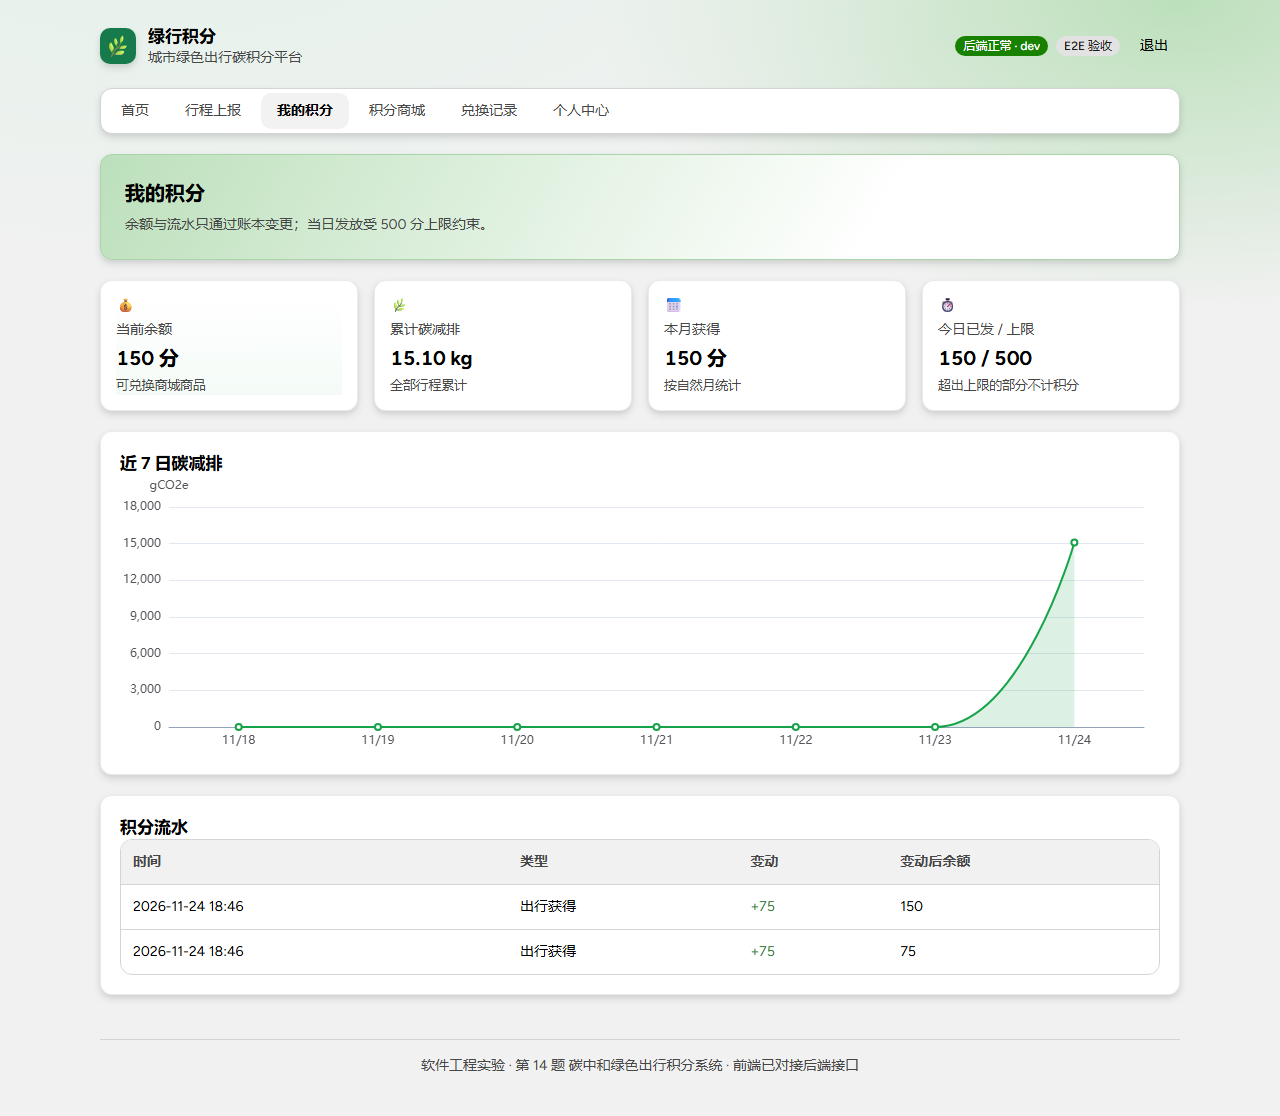 绿行积分
城市绿色出行碳积分平台
后端正常 · dev
E2E 验收
退出
首页 行程上报 我的积分 积分商城 兑换记录 个人中心
我的积分
余额与流水只通过账本变更；当日发放受 500 分上限约束。
当前余额
150 分
可兑换商城商品
累计碳减排
15.10 kg
全部行程累计
本月获得
150 分
按自然月统计
今日已发 / 上限
150 / 500
超出上限的部分不计积分
近 7 日碳减排
gCO2e
18,000
15,000
12,000
9,000
6,000
3,000
0
11/18 11/19 11/20 11/21 11/22 11/23 11/24
积分流水
时间 类型 变动 变动后余额
2026-11-24 18:46 出行获得 +75 150
2026-11-24 18:46 出行获得 +75 75
软件工程实验 · 第 14 题 碳中和绿色出行积分系统 · 前端已对接后端接口